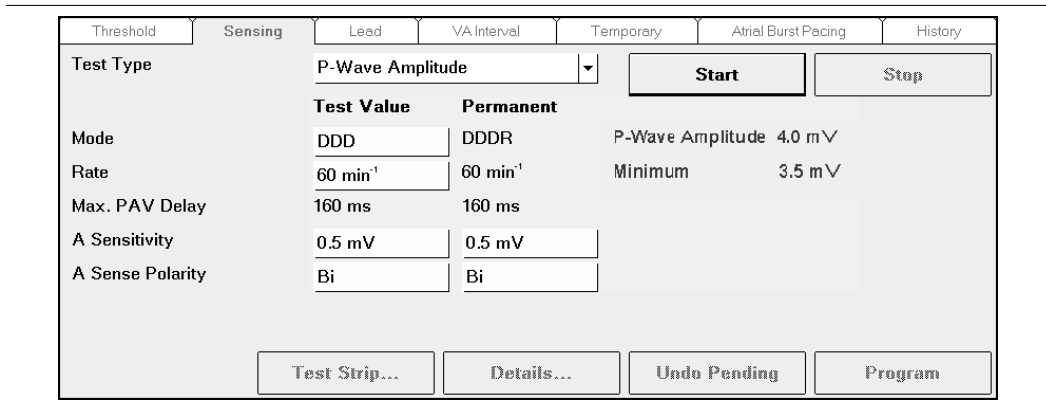 Threshold Sensing Lead VA Interval Temporary Atrial Burst Pacing History
Test Type P-Wave Amplitude Start Stop
Test Value Permanent
Mode DDD DDDR P-Wave Amplitude 4.0 mV
Rate 60 min⁻¹ 60 min⁻¹ Minimum 3.5 mV
Max. PAV Delay 160 ms 160 ms
A Sensitivity 0.5 mV 0.5 mV
A Sense Polarity Bi Bi
Test Strip... Details... Undo Pending Program